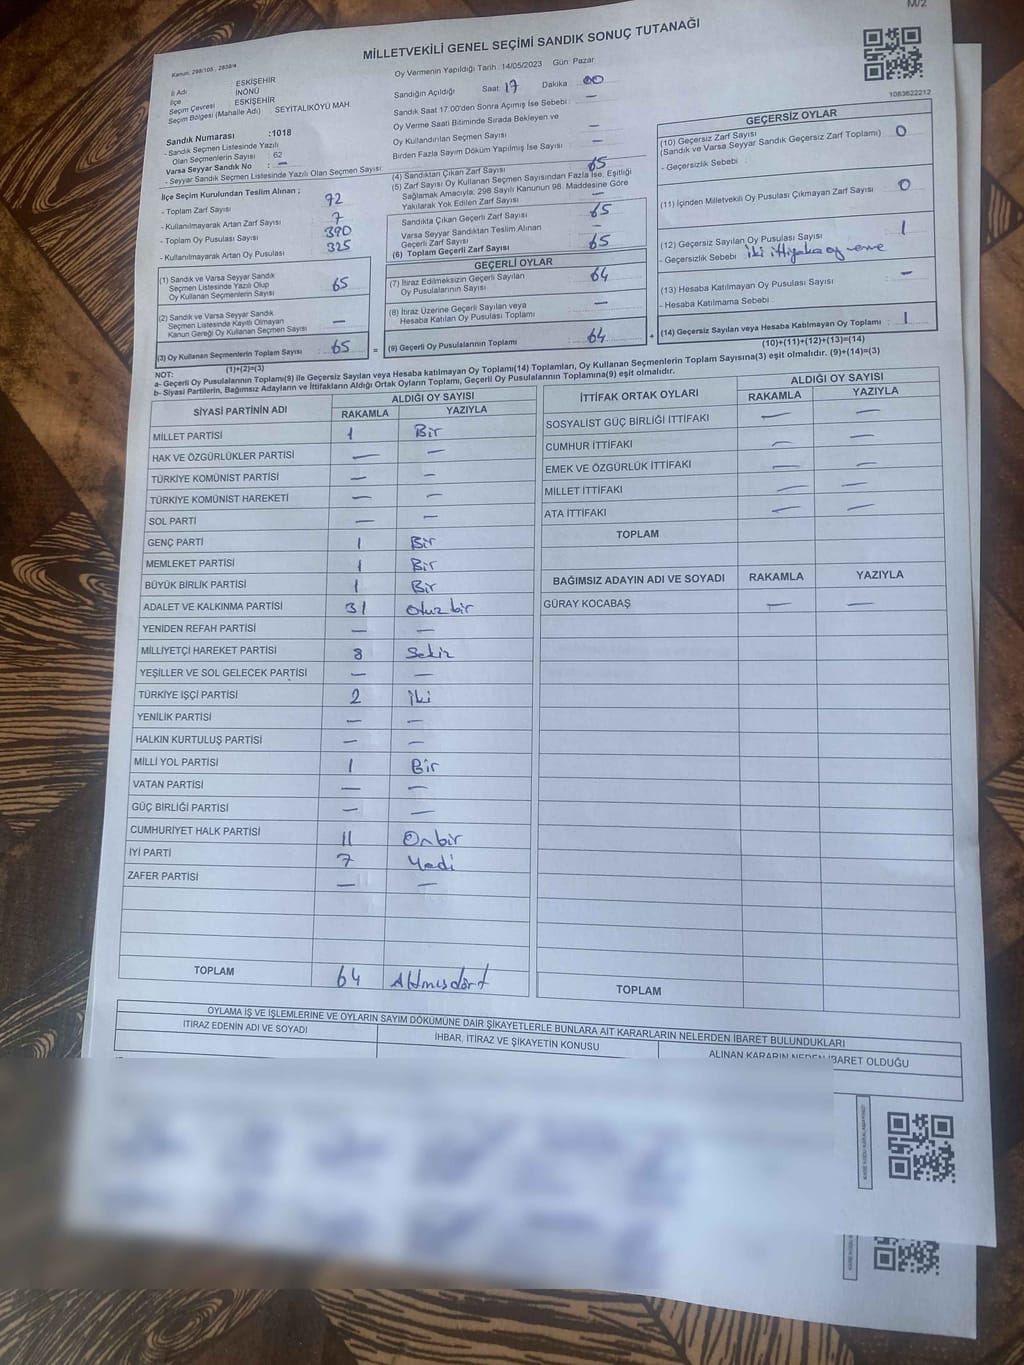 M/2
MİLLETVEKİLİ GENEL SEÇİMİ SANDIK SONUÇ TUTANAĞI
Kanun: 298/105 , 2839/4
İl Adı : ESKİŞEHİR
İlçe : İNÖNÜ
Seçim Çevresi : ESKİŞEHİR
Seçim Bölgesi (Mahalle Adı) : SEYİTALİKÖYÜ MAH.
Sandık Numarası :1018
- Sandık Seçmen Listesinde Yazılı
Olan Seçmenlerin Sayısı : 62
Varsa Seyyar Sandık No : —
- Seyyar Sandık Seçmen Listesinde Yazılı Olan Seçmen Sayısı:
İlçe Seçim Kurulundan Teslim Alınan ;
- Toplam Zarf Sayısı : 72
- Kullanılmayarak Artan Zarf Sayısı : 7
- Toplam Oy Pusulası Sayısı : 390
- Kullanılmayarak Artan Oy Pusulası : 325
(1) Sandık ve Varsa Seyyar Sandık
Seçmen Listesinde Yazılı Olup
Oy Kullanan Seçmenlerin Sayısı : 65
(2) Sandık ve Varsa Seyyar Sandık
Seçmen Listesinde Kayıtlı Olmayan
Kanun Gereği Oy Kullanan Seçmen Sayısı : —
(3) Oy Kullanan Seçmenlerin Toplam Sayısı : 65
(1)+(2)=(3)
Oy Vermenin Yapıldığı Tarih : 14/05/2023 Gün: Pazar
Sandığın Açıldığı Saat 17 Dakika 00
Sandık Saat 17.00'den Sonra Açımış İse Sebebi : —
Oy Verme Saati Bitiminde Sırada Bekleyen ve
Oy Kullandırılan Seçmen Sayısı : —
Birden Fazla Sayım Döküm Yapılmış İse Sayısı : —
(4) Sandıktan Çıkan Zarf Sayısı : 65
(5) Zarf Sayısı Oy Kullanan Seçmen Sayısından Fazla İse, Eşitliği
Sağlamak Amacıyla; 298 Sayılı Kanunun 98. Maddesine Göre
Yakılarak Yok Edilen Zarf Sayısı : —
Sandıkta Çıkan Geçerli Zarf Sayısı : 65
Varsa Seyyar Sandıktan Teslim Alınan
Geçerli Zarf Sayısı : —
(6) Toplam Geçerli Zarf Sayısı : 65
GEÇERLİ OYLAR
(7) İtiraz Edilmeksizin Geçerli Sayılan
Oy Pusulalarının Sayısı : 64
(8) İtiraz Üzerine Geçerli Sayılan veya
Hesaba Katılan Oy Pusulası Toplamı : —
= (9) Geçerli Oy Pusulalarının Toplamı : 64 +
1083622212
GEÇERSİZ OYLAR
(10) Geçersiz Zarf Sayısı
(Sandık ve Varsa Seyyar Sandık Geçersiz Zarf Toplamı) : 0
- Geçersizlik Sebebi :
(11) İçinden Milletvekili Oy Pusulası Çıkmayan Zarf Sayısı : 0
(12) Geçersiz Sayılan Oy Pusulası Sayısı : 1
- Geçersizlik Sebebi : iki ittifaka oy verme
(13) Hesaba Katılmayan Oy Pusulası Sayısı : —
- Hesaba Katılmama Sebebi :
(14) Geçersiz Sayılan veya Hesaba Katılmayan Oy Toplamı : 1
(10)+(11)+(12)+(13)=(14)
NOT:
a- Geçerli Oy Pusulalarının Toplamı(9) ile Geçersiz Sayılan veya Hesaba katılmayan Oy Toplamı(14) Toplamları, Oy Kullanan Seçmenlerin Toplam Sayısına(3) eşit olmalıdır. (9)+(14)=(3)
b- Siyasi Partilerin, Bağımsız Adayların ve İttifakların Aldığı Ortak Oyların Toplamı, Geçerli Oy Pusulalarının Toplamına(9) eşit olmalıdır.
SİYASİ PARTİNİN ADI ALDIĞI OY SAYISI
RAKAMLA YAZIYLA
MİLLET PARTİSİ 1 Bir
HAK VE ÖZGÜRLÜKLER PARTİSİ — —
TÜRKİYE KOMÜNİST PARTİSİ — —
TÜRKİYE KOMÜNİST HAREKETİ — —
SOL PARTİ — —
GENÇ PARTİ 1 Bir
MEMLEKET PARTİSİ 1 Bir
BÜYÜK BİRLİK PARTİSİ 1 Bir
ADALET VE KALKINMA PARTİSİ 31 Otuz bir
YENİDEN REFAH PARTİSİ — —
MİLLİYETÇİ HAREKET PARTİSİ 8 Sekiz
YEŞİLLER VE SOL GELECEK PARTİSİ — —
TÜRKİYE İŞÇİ PARTİSİ 2 İki
YENİLİK PARTİSİ — —
HALKIN KURTULUŞ PARTİSİ — —
MİLLİ YOL PARTİSİ 1 Bir
VATAN PARTİSİ — —
GÜÇ BİRLİĞİ PARTİSİ — —
CUMHURİYET HALK PARTİSİ 11 Onbir
İYİ PARTİ 7 Yedi
ZAFER PARTİSİ — —
TOPLAM 64 Altmışdört
İTTİFAK ORTAK OYLARI ALDIĞI OY SAYISI
RAKAMLA YAZIYLA
SOSYALİST GÜÇ BİRLİĞİ İTTİFAKI — —
CUMHUR İTTİFAKI — —
EMEK VE ÖZGÜRLÜK İTTİFAKI — —
MİLLET İTTİFAKI — —
ATA İTTİFAKI — —
TOPLAM
BAĞIMSIZ ADAYIN ADI VE SOYADI RAKAMLA YAZIYLA
GÜRAY KOCABAŞ — —
TOPLAM
OYLAMA İŞ VE İŞLEMLERİNE VE OYLARIN SAYIM DÖKÜMÜNE DAİR ŞİKAYETLERLE BUNLARA AİT KARARLARIN NELERDEN İBARET BULUNDUKLARI
İTİRAZ EDENİN ADI VE SOYADI İHBAR, İTİRAZ VE ŞİKAYETİN KONUSU ALINAN KARARIN NEDEN İBARET OLDUĞU